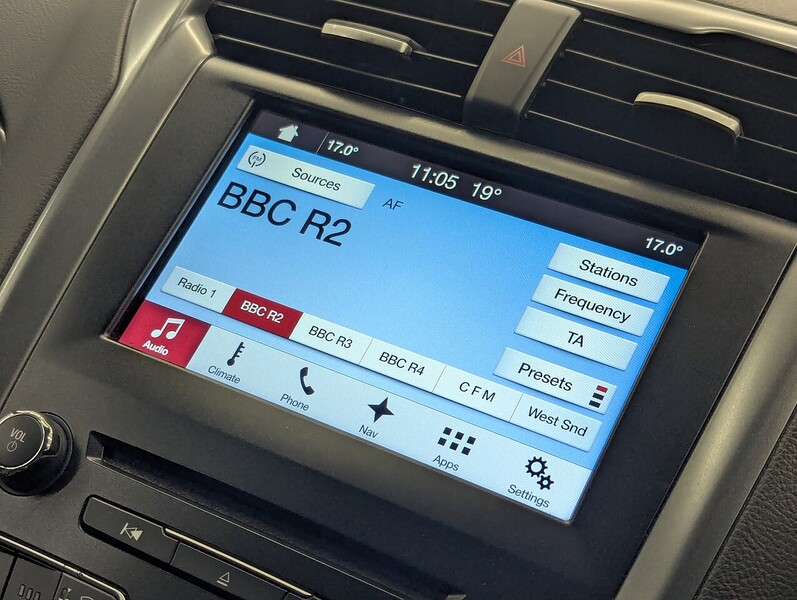 17.0°
11:05 19°
17.0°
FM
Sources
AF
BBC R2
Stations
Frequency
TA
Presets
Radio 1
BBC R2
BBC R3
BBC R4
C F M
West Snd
Audio
Climate
Phone
Nav
Apps
Settings
VOL